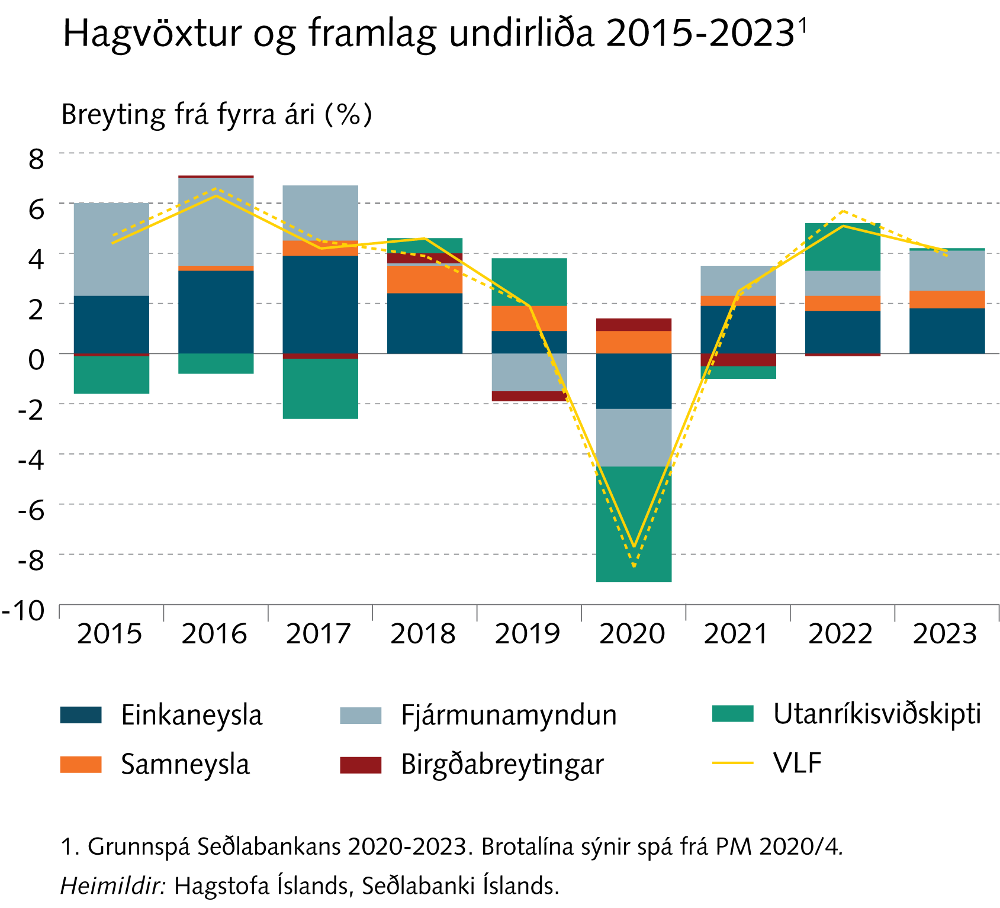 Hagvöxtur og framlag undirliða 2015-2023¹
Breyting frá fyrra ári (%)
8
6
4
2
0
-2
-4
-6
-8
-10
2015 2016 2017 2018 2019 2020 2021 2022 2023
Einkaneysla Fjármunamyndun Utanríkisviðskipti
Samneysla Birgðabreytingar VLF
1. Grunnspá Seðlabankans 2020-2023. Brotalína sýnir spá frá PM 2020/4.
Heimildir: Hagstofa Íslands, Seðlabanki Íslands.